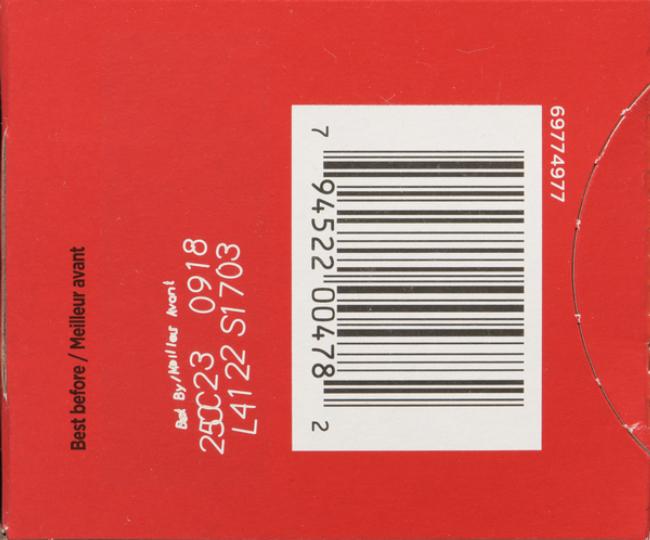 Best before / Meilleur avant
Best By/Meilleur Avant
25OC23 0918
L4122 S1703
7 94522 00478 2
69774977